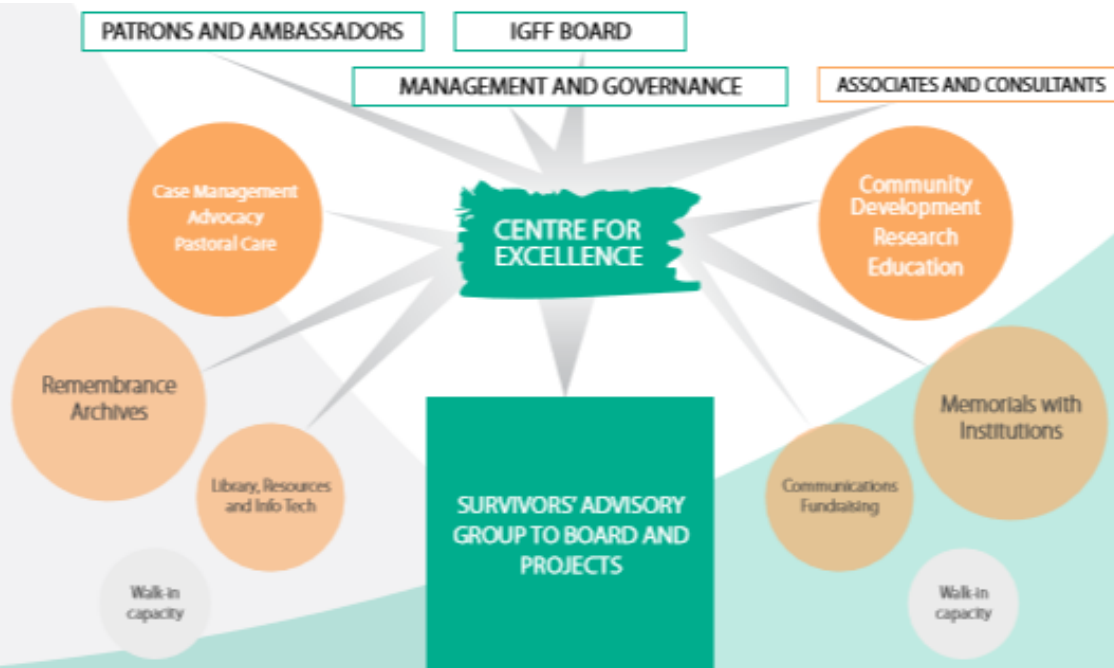 PATRONS AND AMBASSADORS
IGFF BOARD
MANAGEMENT AND GOVERNANCE
ASSOCIATES AND CONSULTANTS
Case Management
Advocacy
Pastoral Care
CENTRE FOR
EXCELLENCE
Community
Development
Research
Education
Remembrance
Archives
Memorials with
Institutions
Library, Resources
and Info Tech
SURVIVORS' ADVISORY
GROUP TO BOARD AND
PROJECTS
Communications
Fundraising
Walk-in
capacity
Walk-in
capacity